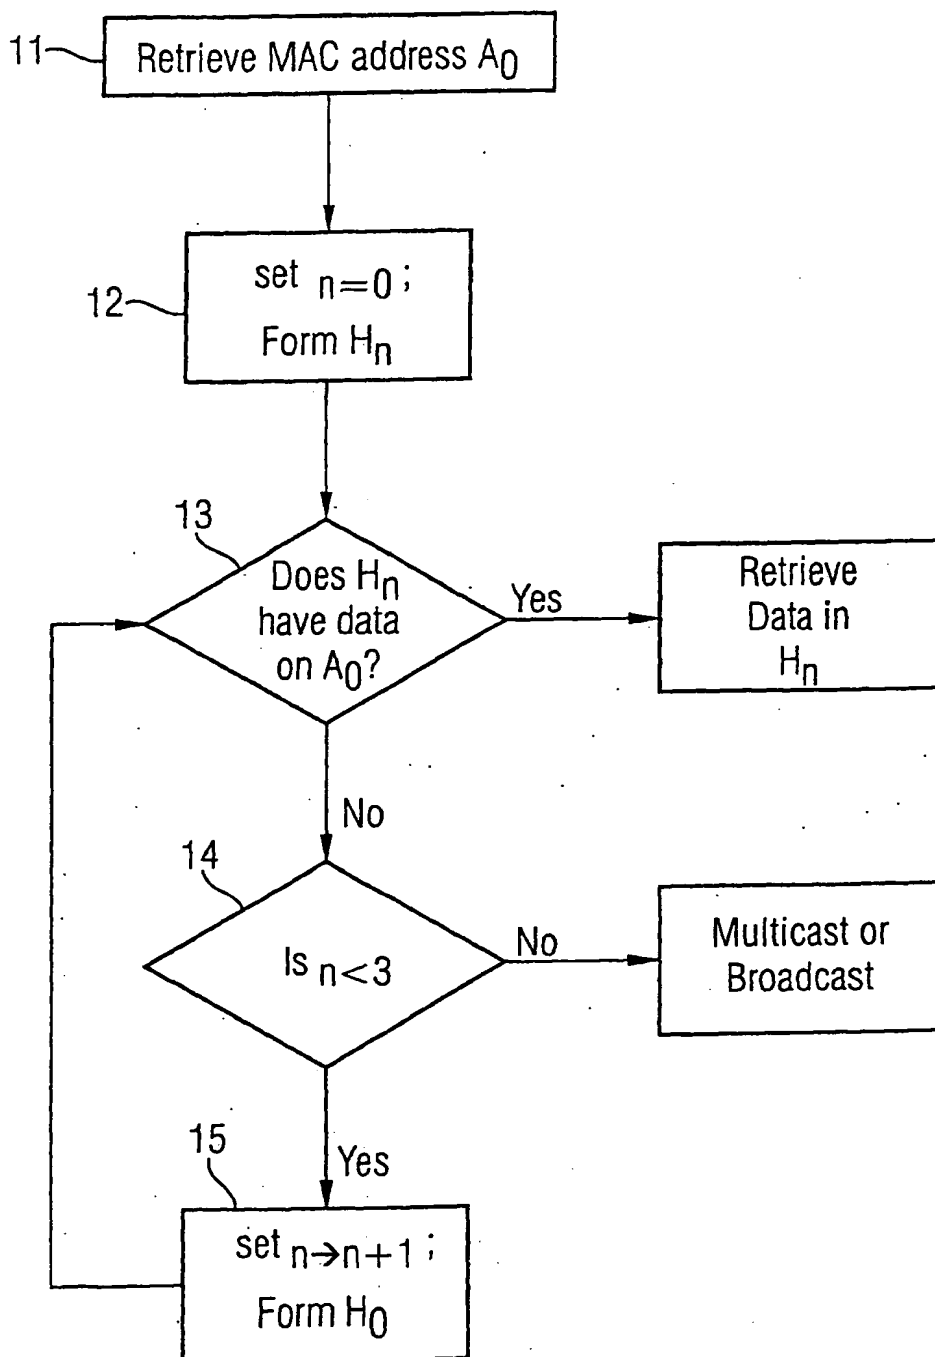 11
Retrieve MAC address A0
12
set n=0 ;
Form Hn
13
Does Hn
have data
on A0?
Yes
Retrieve
Data in
Hn
No
14
Is n<3
No
Multicast or
Broadcast
15
Yes
set n→n+1 ;
Form H0